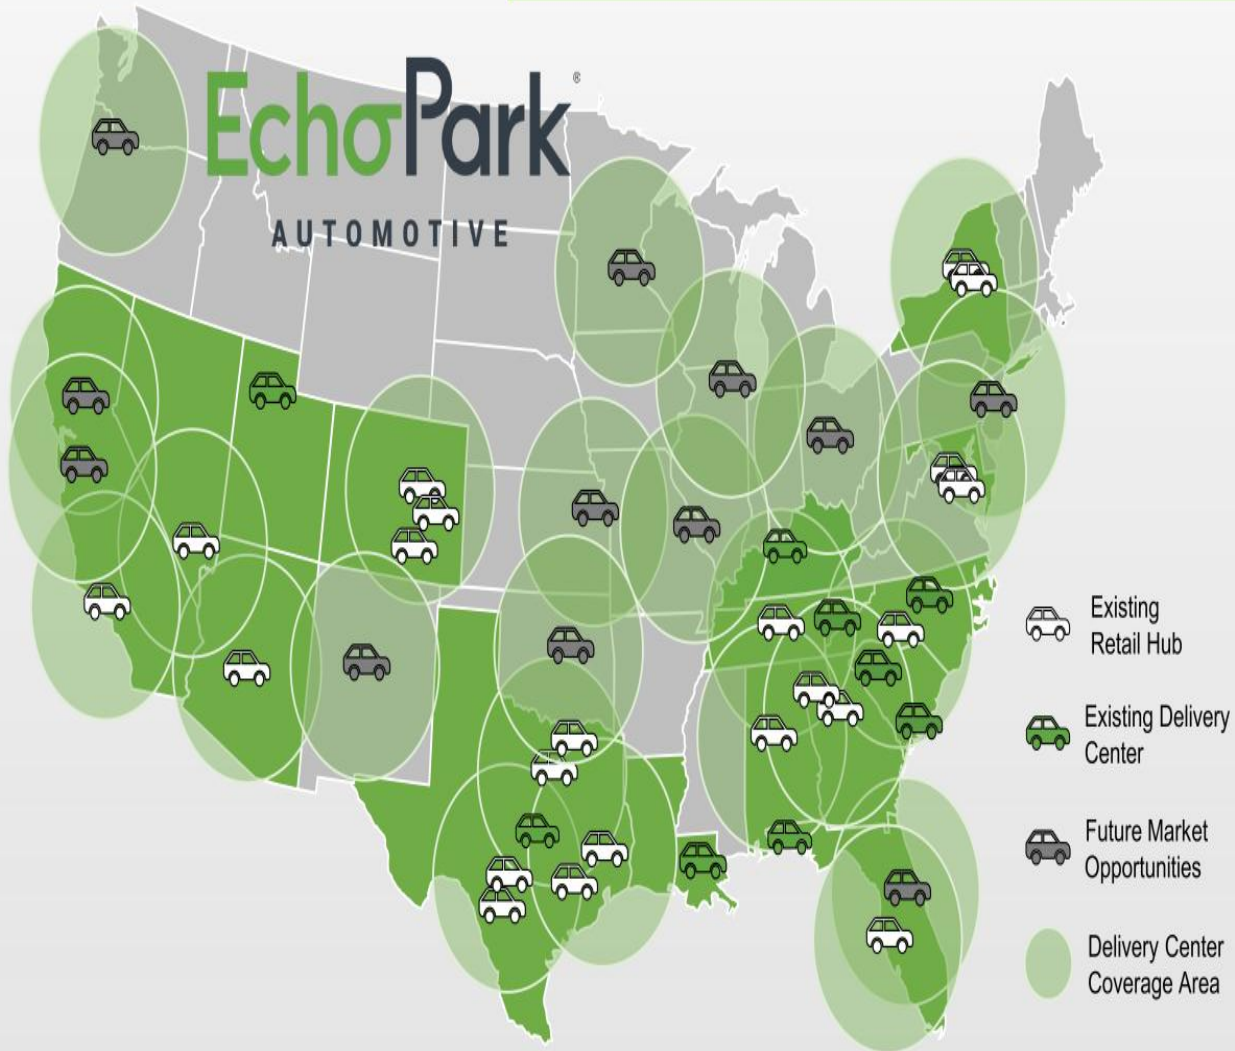 EchoPark®
AUTOMOTIVE
Existing
Retail Hub
Existing Delivery
Center
Future Market
Opportunities
Delivery Center
Coverage Area